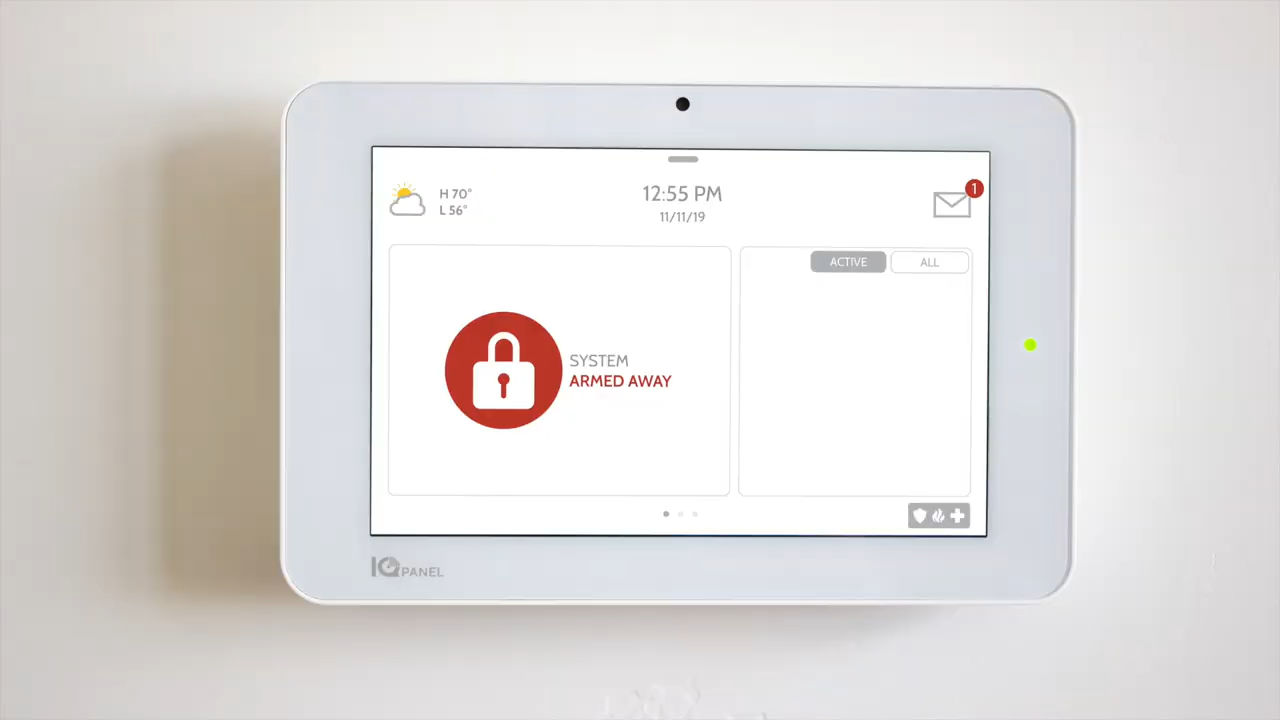 H 70°
L 56°
12:55 PM
11/11/19
1
ACTIVE
ALL
SYSTEM
ARMED AWAY
IQ PANEL